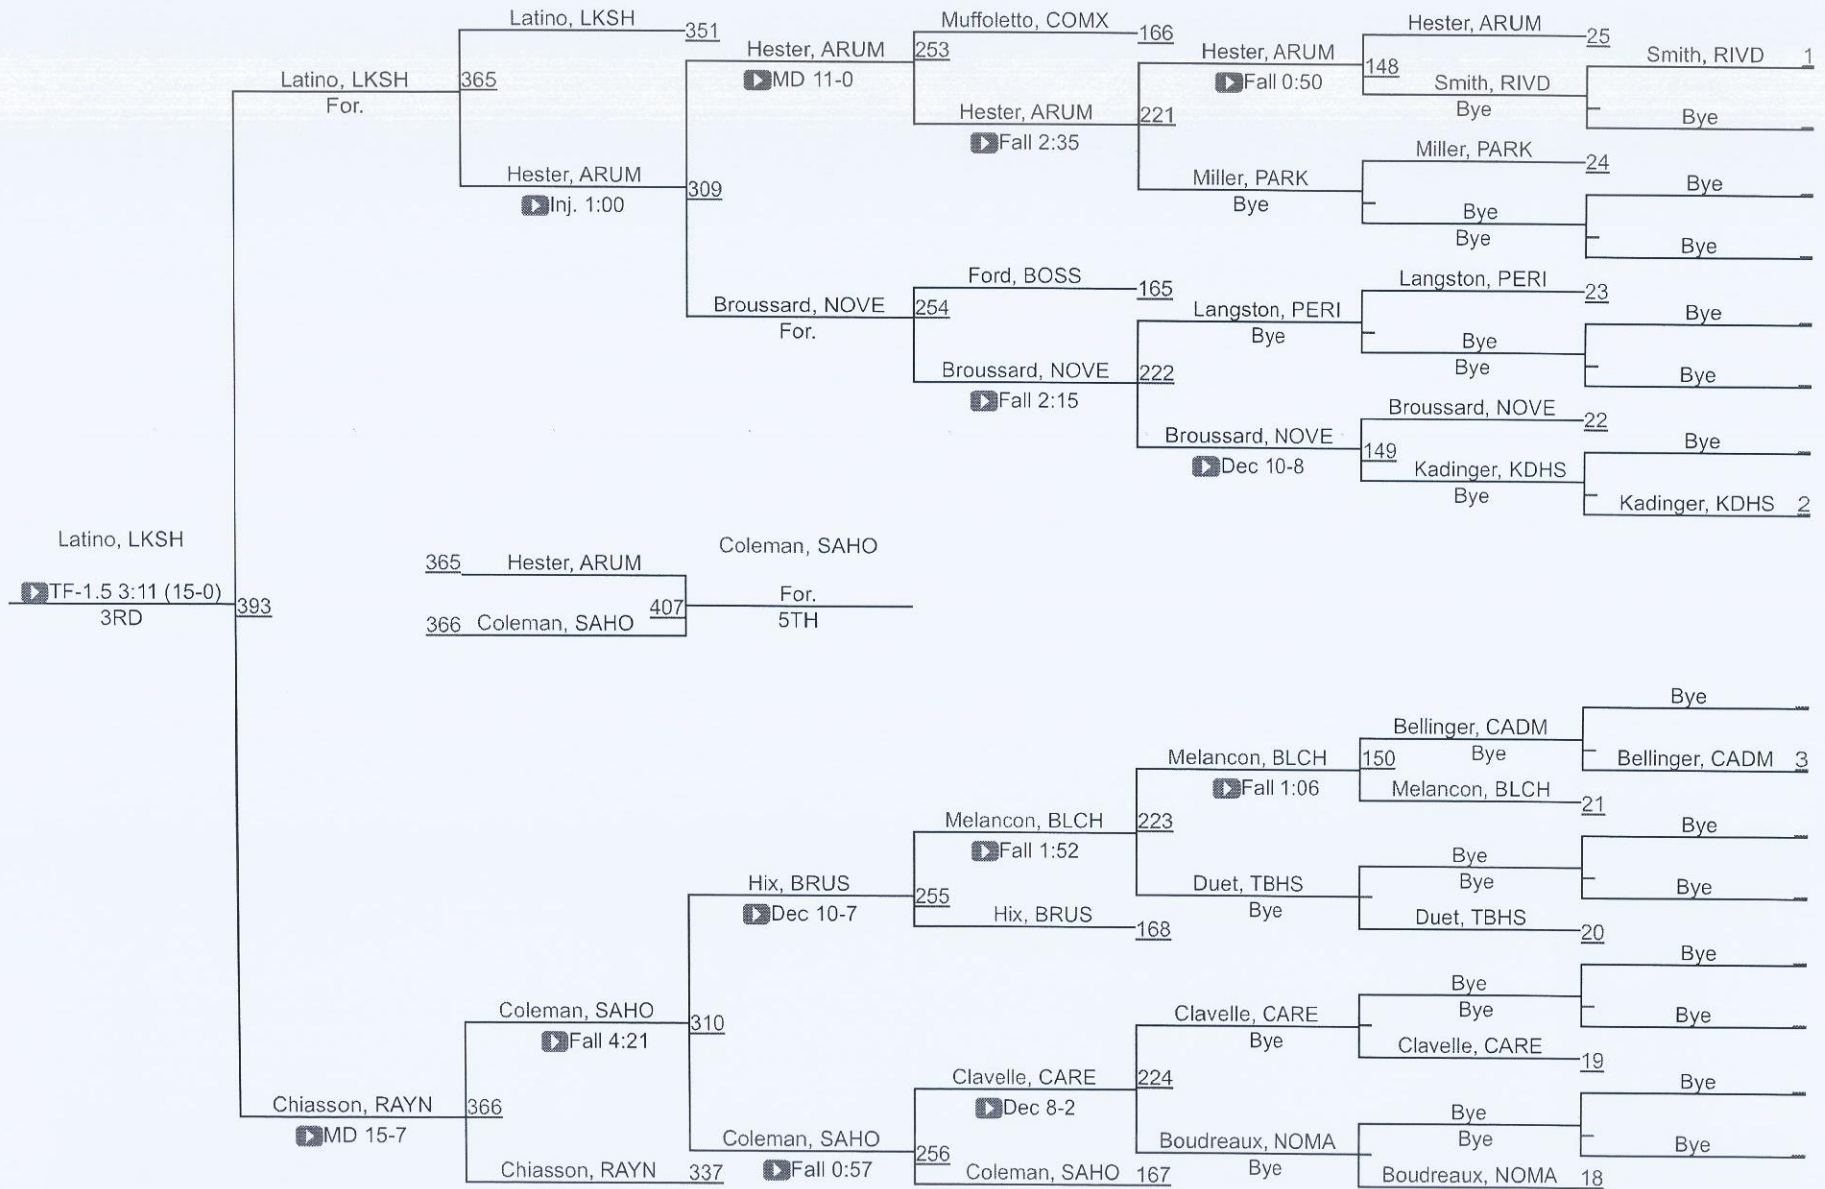 Latino, LKSH
351
Muffoletto, COMX
166
Hester, ARUM
25
Hester, ARUM
MD 11-0
253
Hester, ARUM
Fall 0:50
148
Smith, RIVD 1
Latino, LKSH
For.
365
Smith, RIVD
Bye
Bye
Hester, ARUM
Fall 2:35
221
Miller, PARK
24
Hester, ARUM
Inj. 1:00
309
Miller, PARK
Bye
Bye
Bye
Bye
Bye
Broussard, NOVE
For.
254
Ford, BOSS
165
Langston, PERI
Bye
Langston, PERI
23
Bye
Bye
Bye
Bye
Broussard, NOVE
Fall 2:15
222
Broussard, NOVE
22
Broussard, NOVE
Dec 10-8
149
Kadinger, KDHS
Bye
Bye
Kadinger, KDHS 2
Latino, LKSH
TF-1.5 3:11 (15-0)
3RD
393
365 Hester, ARUM
366 Coleman, SAHO
407
Coleman, SAHO
For.
5TH
Bye
Bellinger, CADM
Bye
Bellinger, CADM 3
Melancon, BLCH
Fall 1:06
150
Melancon, BLCH
21
Melancon, BLCH
Fall 1:52
223
Bye
Bye
Bye
Bye
Hix, BRUS
Dec 10-7
255
Hix, BRUS
168
Duet, TBHS
Bye
Duet, TBHS
20
Coleman, SAHO
Fall 4:21
310
Bye
Bye
Bye
Bye
Clavelle, CARE
Bye
Clavelle, CARE
19
Clavelle, CARE
Dec 8-2
224
Bye
Bye
Bye
Bye
Chiasson, RAYN
MD 15-7
366
Coleman, SAHO
Fall 0:57
256
Boudreaux, NOMA
Bye
Chiasson, RAYN
337
Coleman, SAHO
167
Boudreaux, NOMA
18